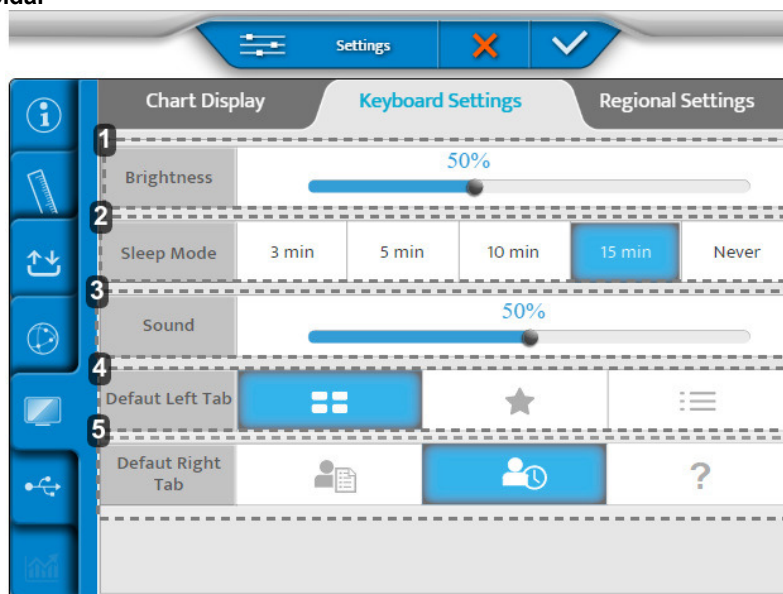 Settings
Chart Display Keyboard Settings Regional Settings
1
50%
Brightness
2
Sleep Mode 3 min 5 min 10 min 15 min Never
3
50%
Sound
4
Defaut Left Tab
5
Defaut Right
Tab ?